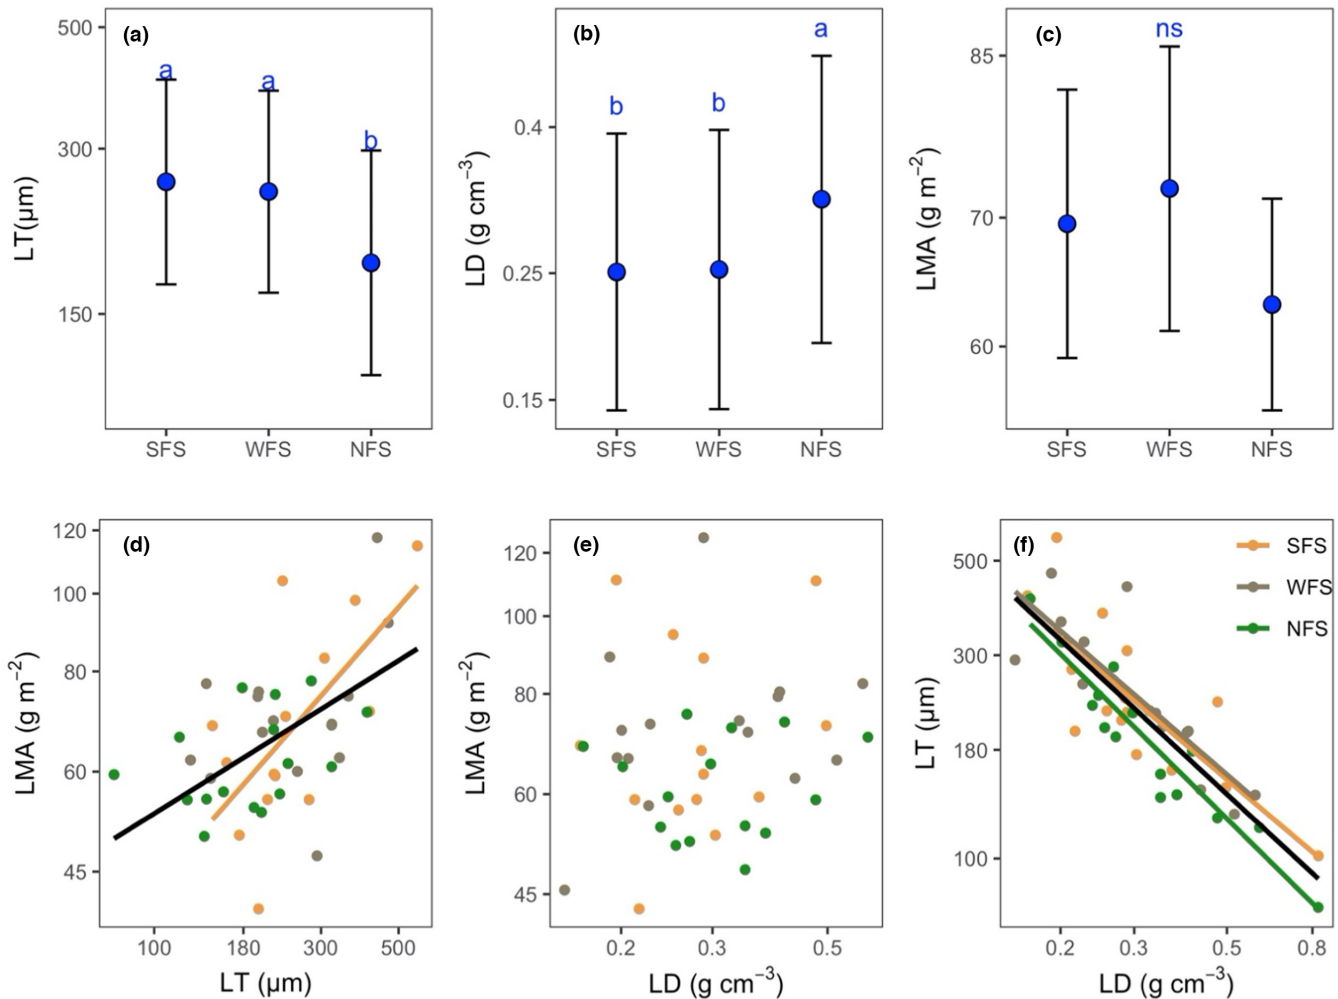 (a)
a
a
b
500
300
150
LT(μm)
SFS WFS NFS
(b)
b
b
a
0.4
0.25
0.15
LD (g cm⁻³)
SFS WFS NFS
(c)
ns
85
70
60
LMA (g m⁻²)
SFS WFS NFS
(d)
120
100
80
60
45
LMA (g m⁻²)
100 180 300 500
LT (μm)
(e)
120
100
80
60
45
LMA (g m⁻²)
0.2 0.3 0.5
LD (g cm⁻³)
(f)
SFS
WFS
NFS
500
300
180
100
LT (μm)
0.2 0.3 0.5 0.8
LD (g cm⁻³)